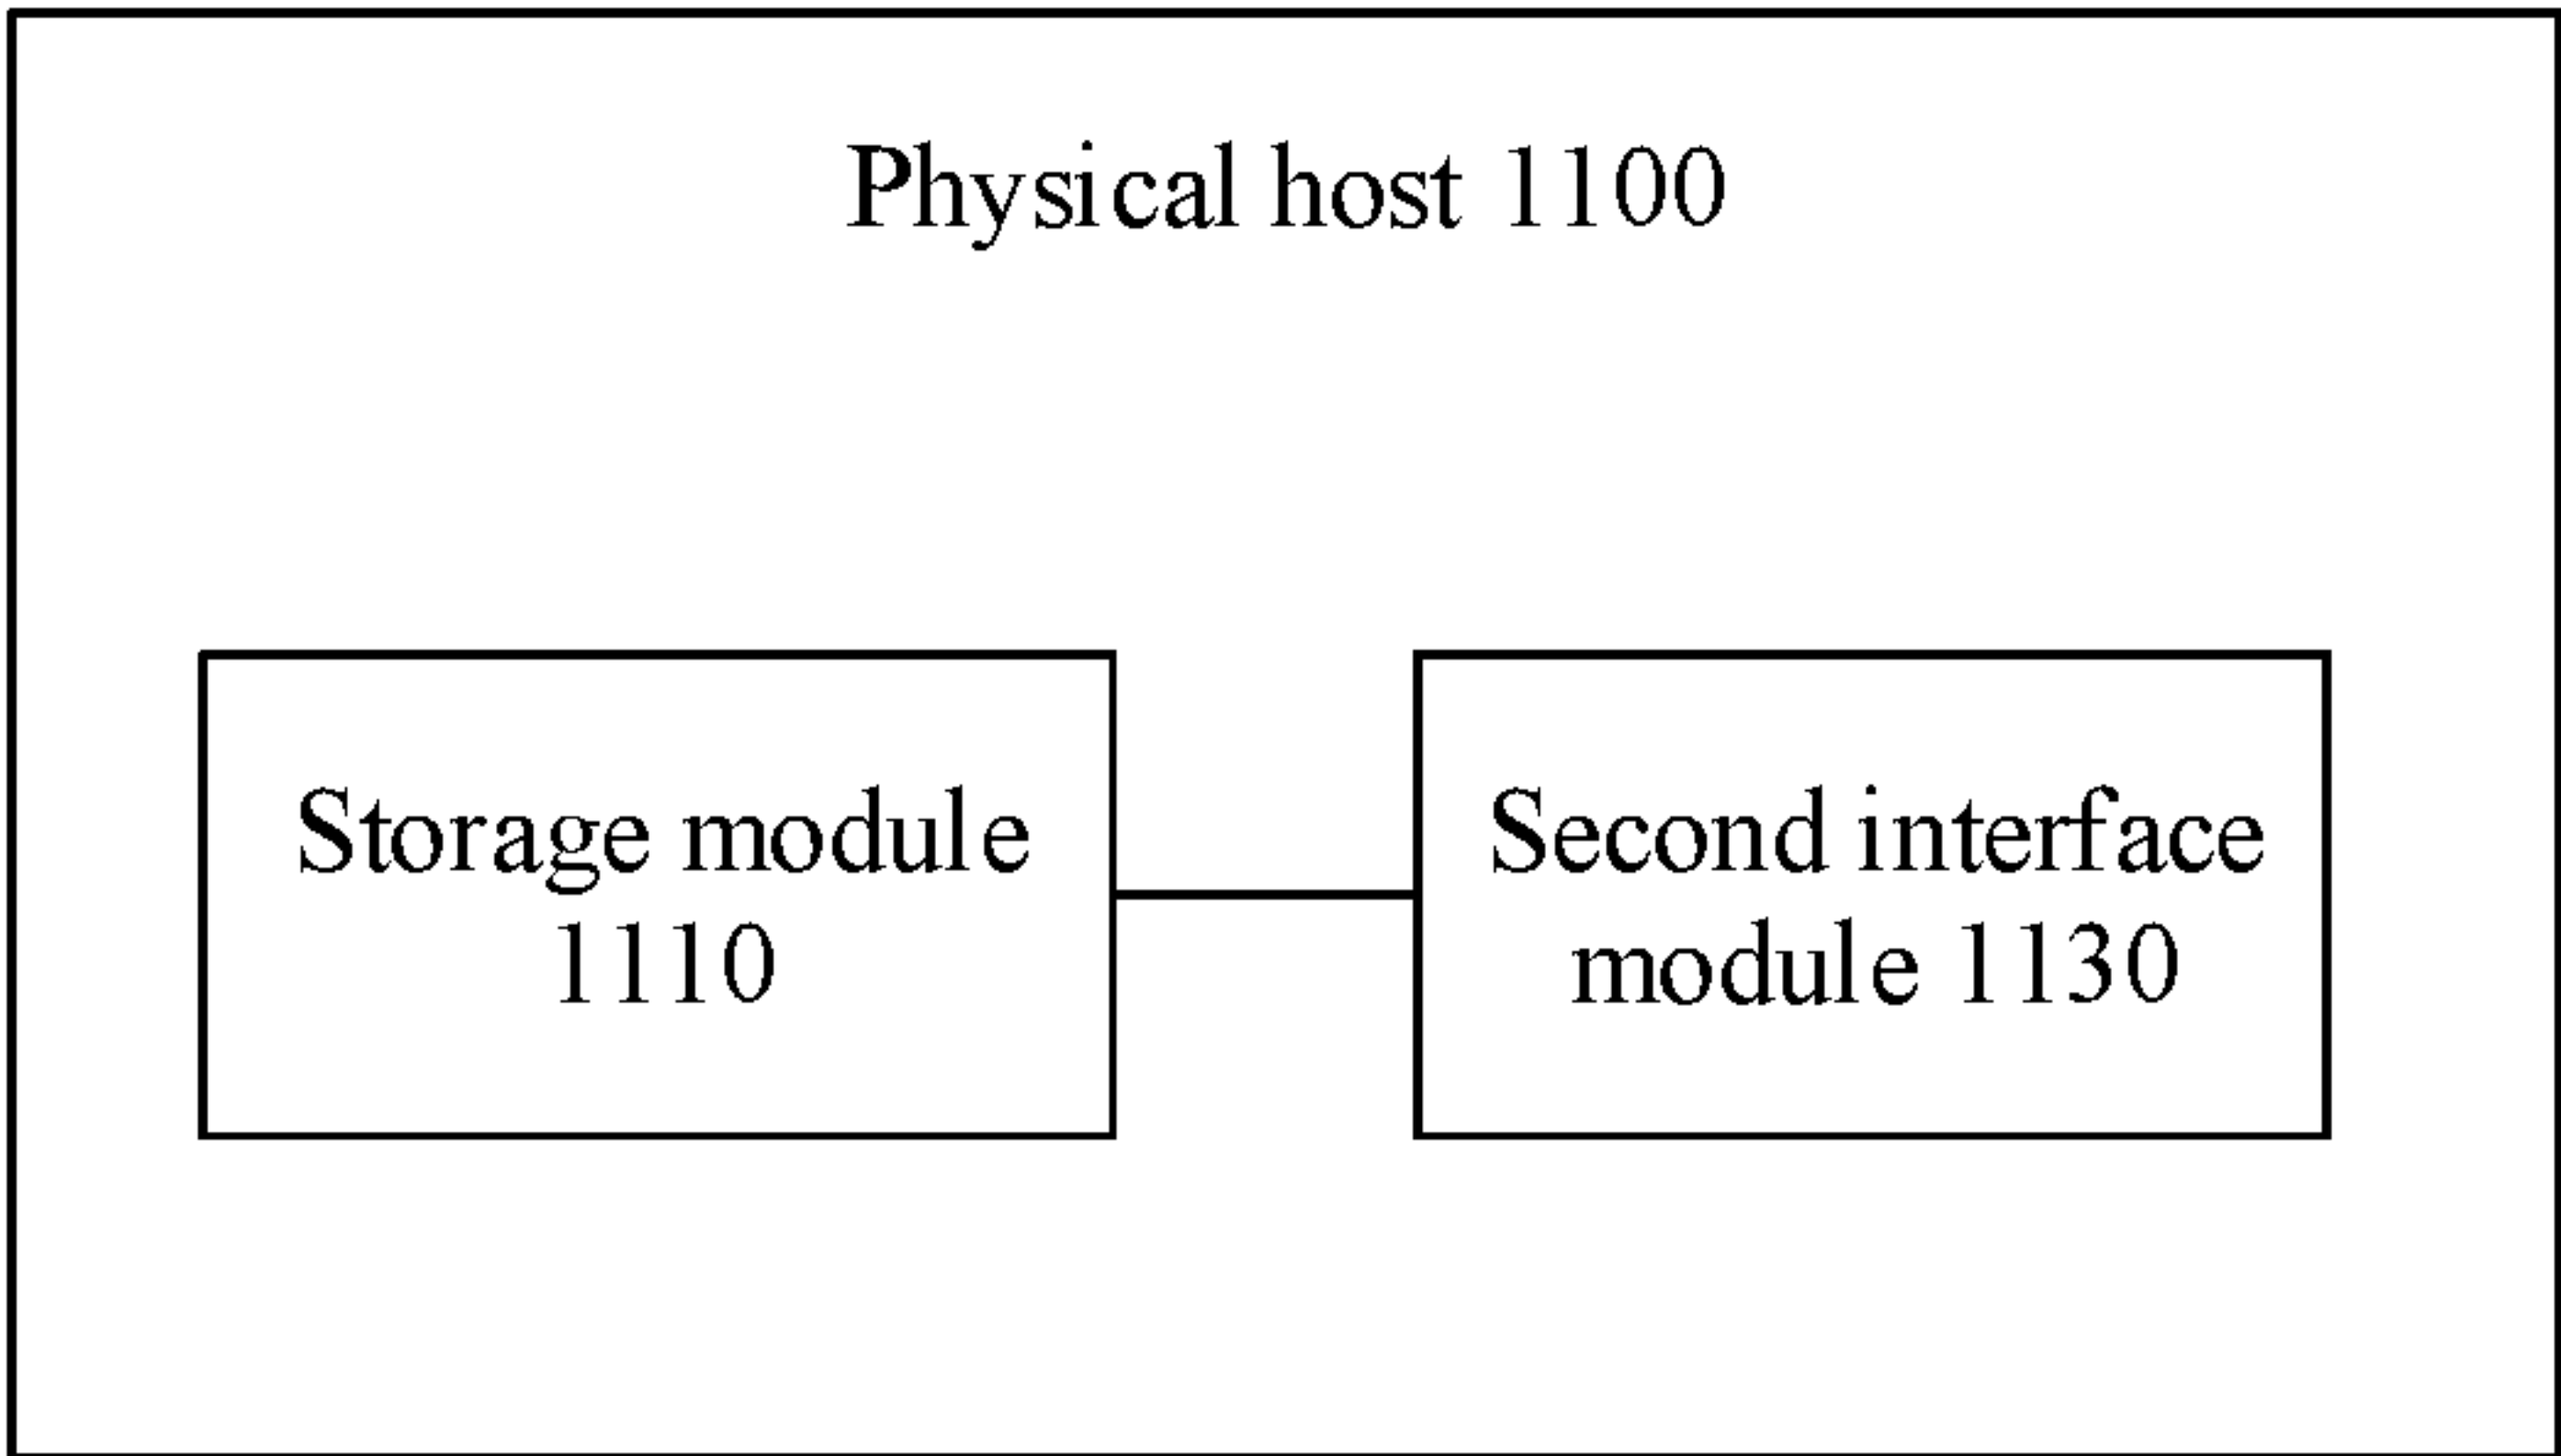 Physical host 1100
Storage module
1110
Second interface
module 1130